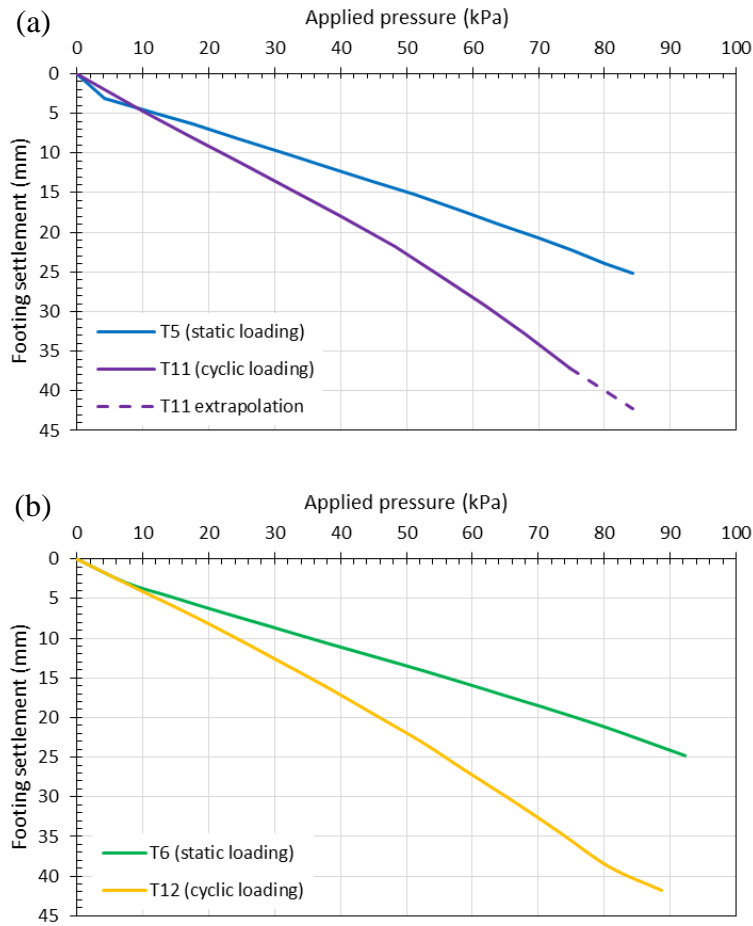 (a)
Applied pressure (kPa)
0 10 20 30 40 50 60 70 80 90 100
Footing settlement (mm)
0
5
10
15
20
25
30
35
40
45
T5 (static loading)
T11 (cyclic loading)
T11 extrapolation
(b)
Applied pressure (kPa)
0 10 20 30 40 50 60 70 80 90 100
Footing settlement (mm)
0
5
10
15
20
25
30
35
40
45
T6 (static loading)
T12 (cyclic loading)